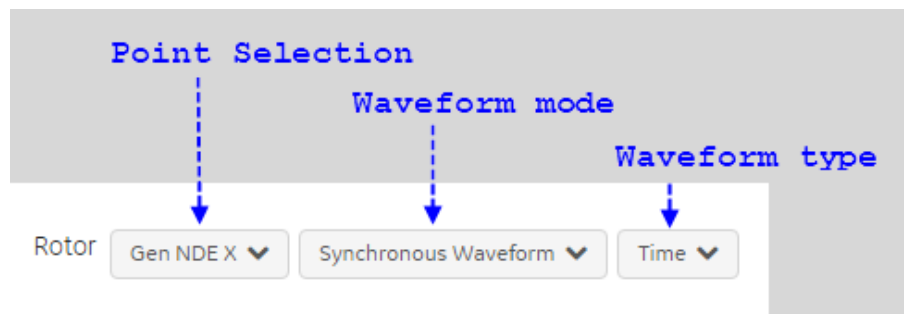 Point Selection
Waveform mode
Waveform type
Rotor Gen NDE X Synchronous Waveform Time